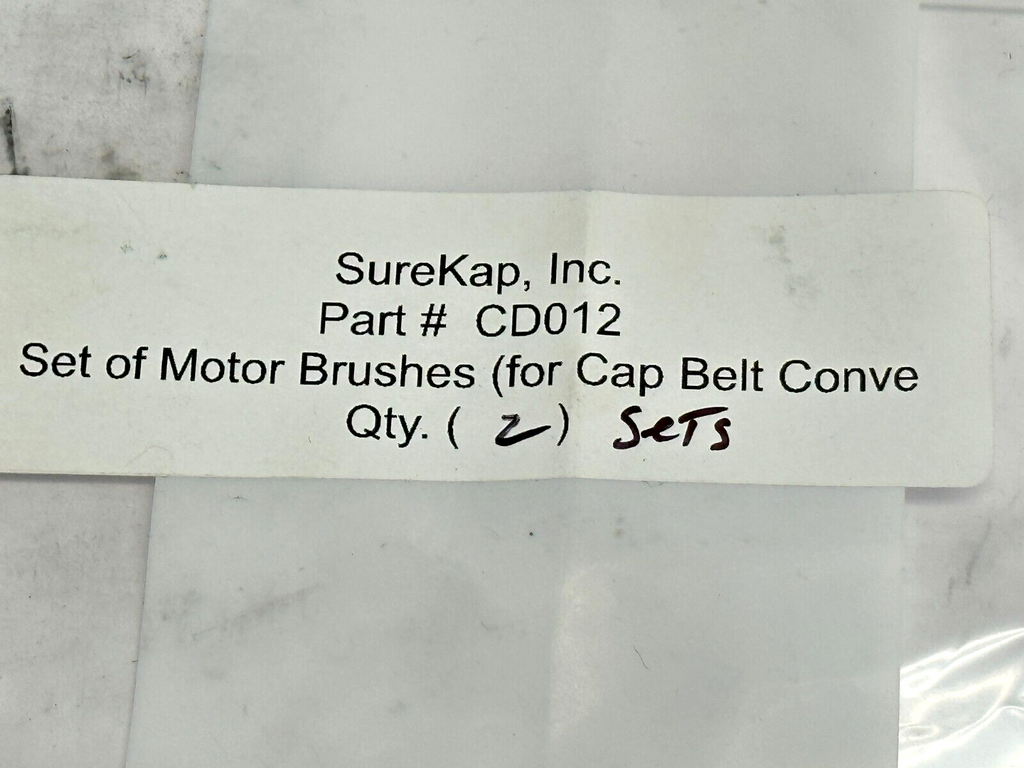 SureKap, Inc.
Part # CD012
Set of Motor Brushes (for Cap Belt Conve
Qty. ( 2 ) SeTs